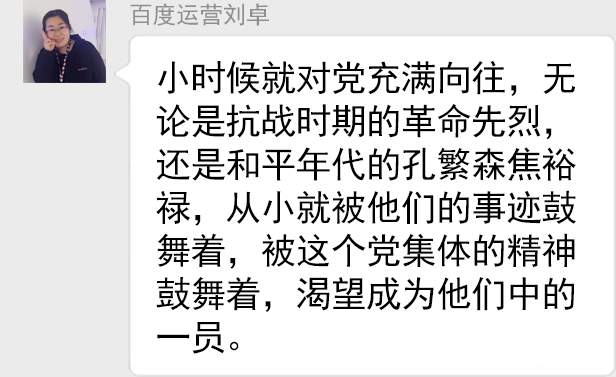 百度运营刘卓
小时候就对党充满向往，无
论是抗战时期的革命先烈，
还是和平年代的孔繁森焦裕
禄，从小就被他们的事迹鼓
舞着，被这个党集体的精神
鼓舞着，渴望成为他们中的
一员。